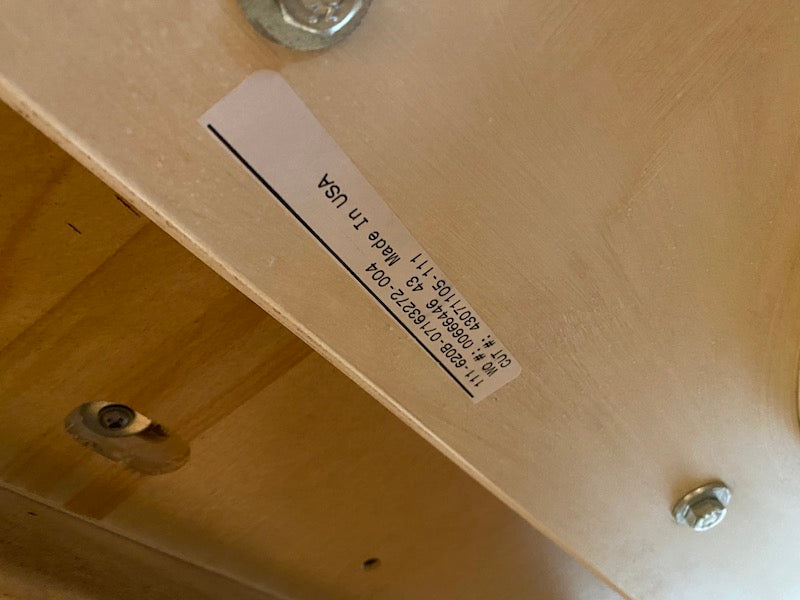 111-620B-07163272-004
WO #: 00666446 43 Made In USA
CUT #: 43071105-111